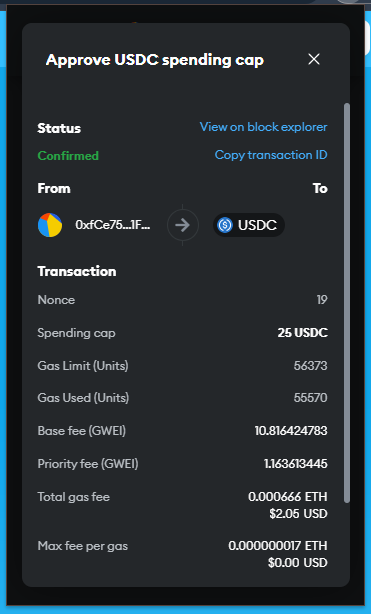 Approve USDC spending cap
Status View on block explorer
Confirmed Copy transaction ID
From To
0xfCe75...1F... USDC
Transaction
Nonce 19
Spending cap 25 USDC
Gas Limit (Units) 56373
Gas Used (Units) 55570
Base fee (GWEI) 10.816424783
Priority fee (GWEI) 1.163613445
Total gas fee 0.000666 ETH
$2.05 USD
Max fee per gas 0.000000017 ETH
$0.00 USD